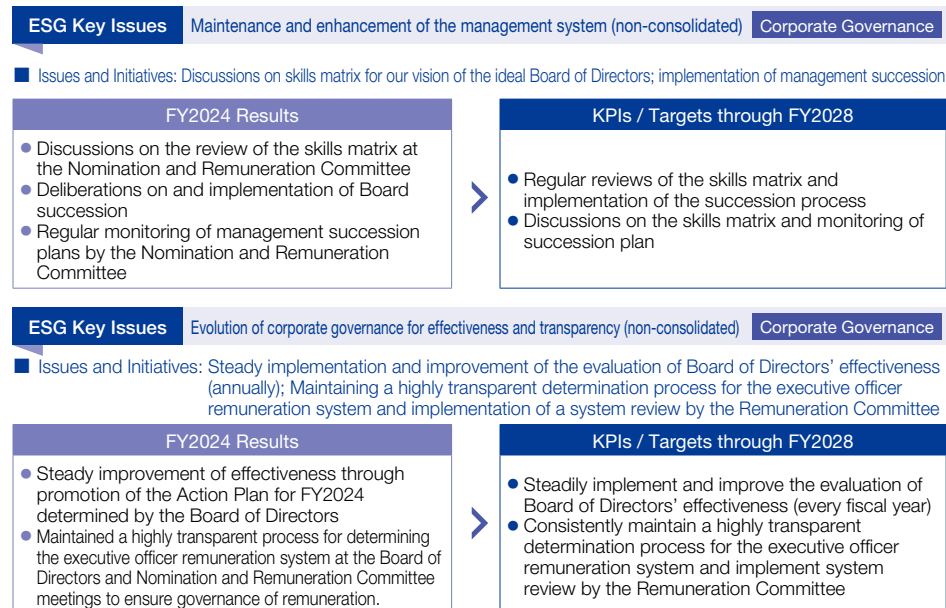 ESG Key Issues Maintenance and enhancement of the management system (non-consolidated) Corporate Governance
■ Issues and Initiatives: Discussions on skills matrix for our vision of the ideal Board of Directors; implementation of management succession
FY2024 Results
● Discussions on the review of the skills matrix at
the Nomination and Remuneration Committee
● Deliberations on and implementation of Board
succession
● Regular monitoring of management succession
plans by the Nomination and Remuneration
Committee
KPIs / Targets through FY2028
● Regular reviews of the skills matrix and
implementation of the succession process
● Discussions on the skills matrix and monitoring of
succession plan
ESG Key Issues Evolution of corporate governance for effectiveness and transparency (non-consolidated) Corporate Governance
■ Issues and Initiatives: Steady implementation and improvement of the evaluation of Board of Directors’ effectiveness
(annually); Maintaining a highly transparent determination process for the executive officer
remuneration system and implementation of a system review by the Remuneration Committee
FY2024 Results
● Steady improvement of effectiveness through
promotion of the Action Plan for FY2024
determined by the Board of Directors
● Maintained a highly transparent process for determining
the executive officer remuneration system at the Board of
Directors and Nomination and Remuneration Committee
meetings to ensure governance of remuneration.
KPIs / Targets through FY2028
● Steadily implement and improve the evaluation of
Board of Directors’ effectiveness (every fiscal year)
● Consistently maintain a highly transparent
determination process for the executive officer
remuneration system and implement system
review by the Remuneration Committee